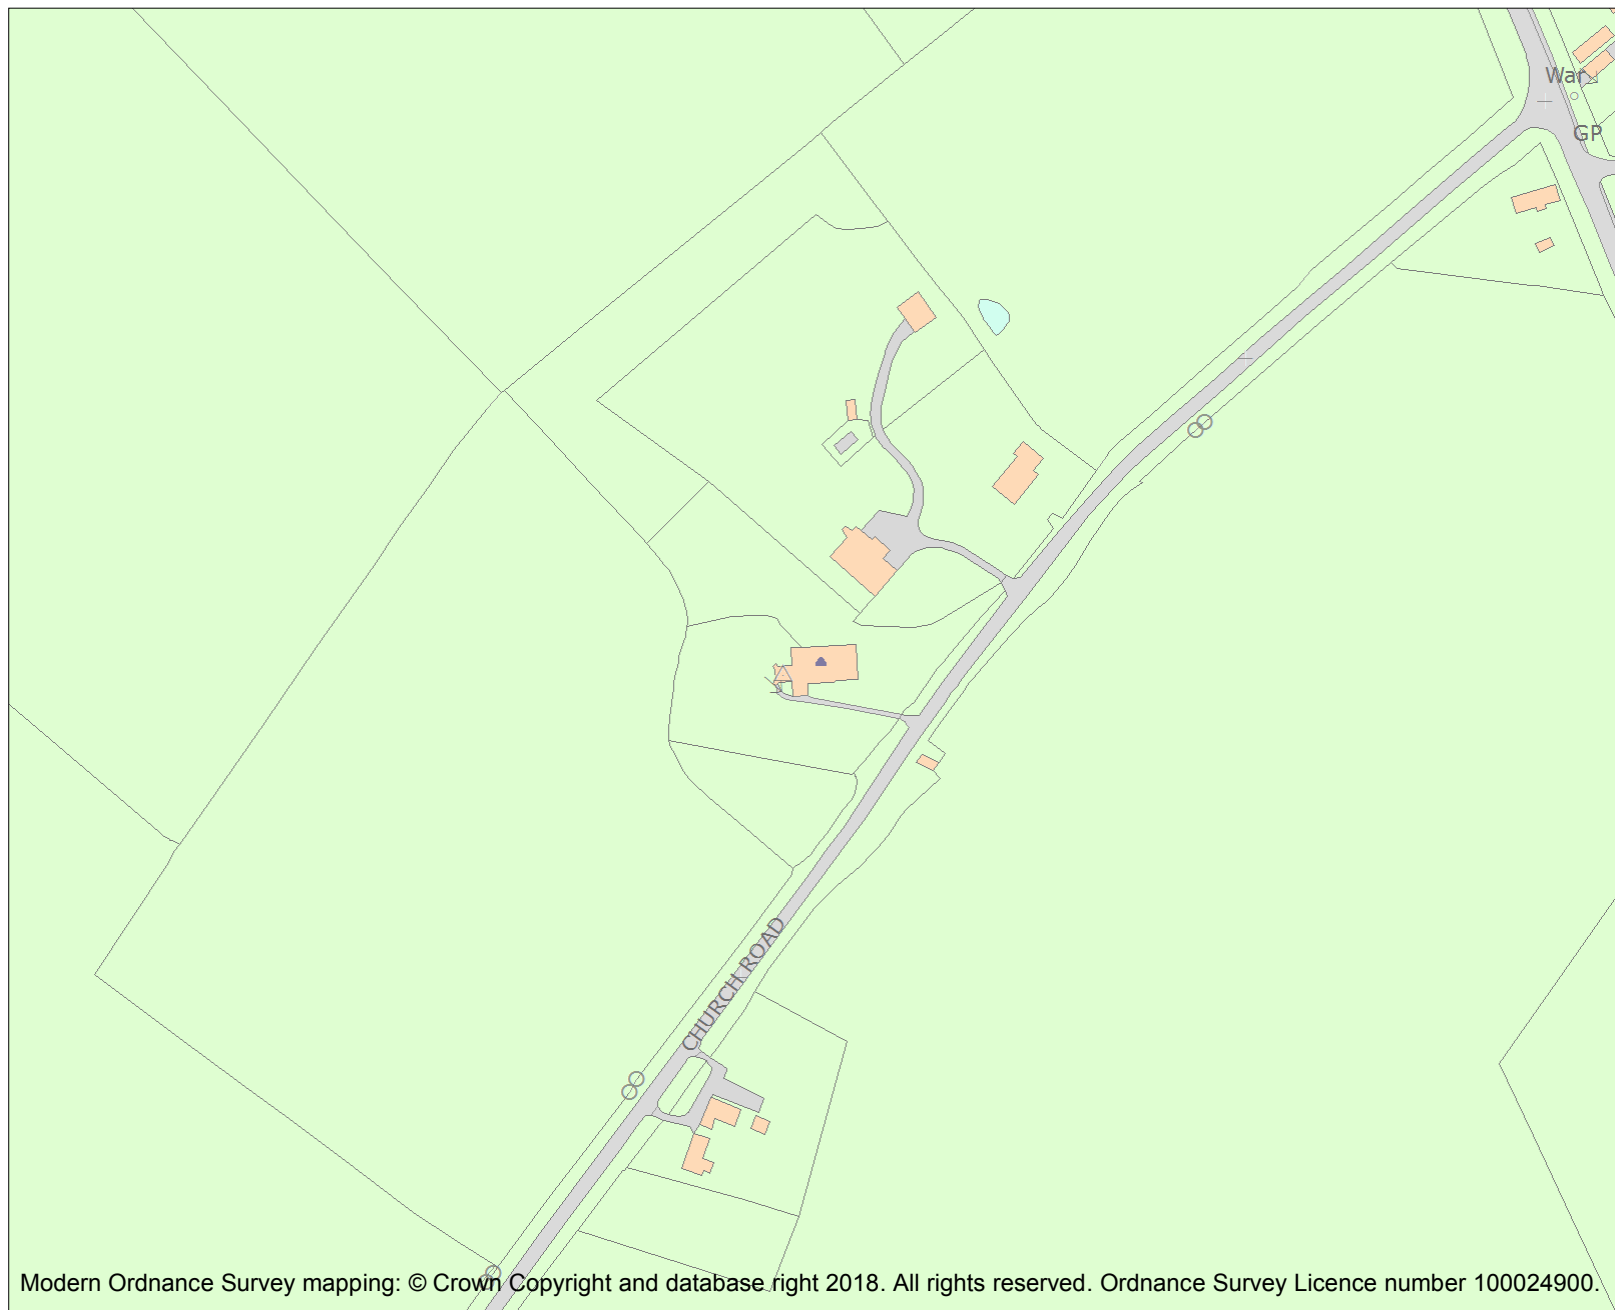 War
GP
CHURCH ROAD
Modern Ordnance Survey mapping: © Crown Copyright and database right 2018. All rights reserved. Ordnance Survey Licence number 100024900.